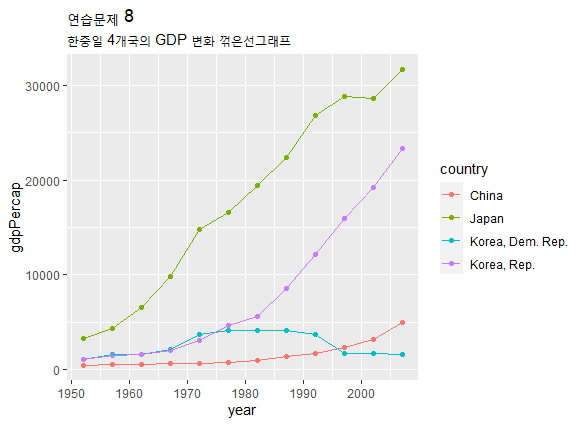 연습문제 8
한중일 4개국의 GDP 변화 꺾은선그래프
30000
20000
10000
0
gdpPercap
1950
1960
1970
1980
1990
2000
year
country
China
Japan
Korea, Dem. Rep.
Korea, Rep.